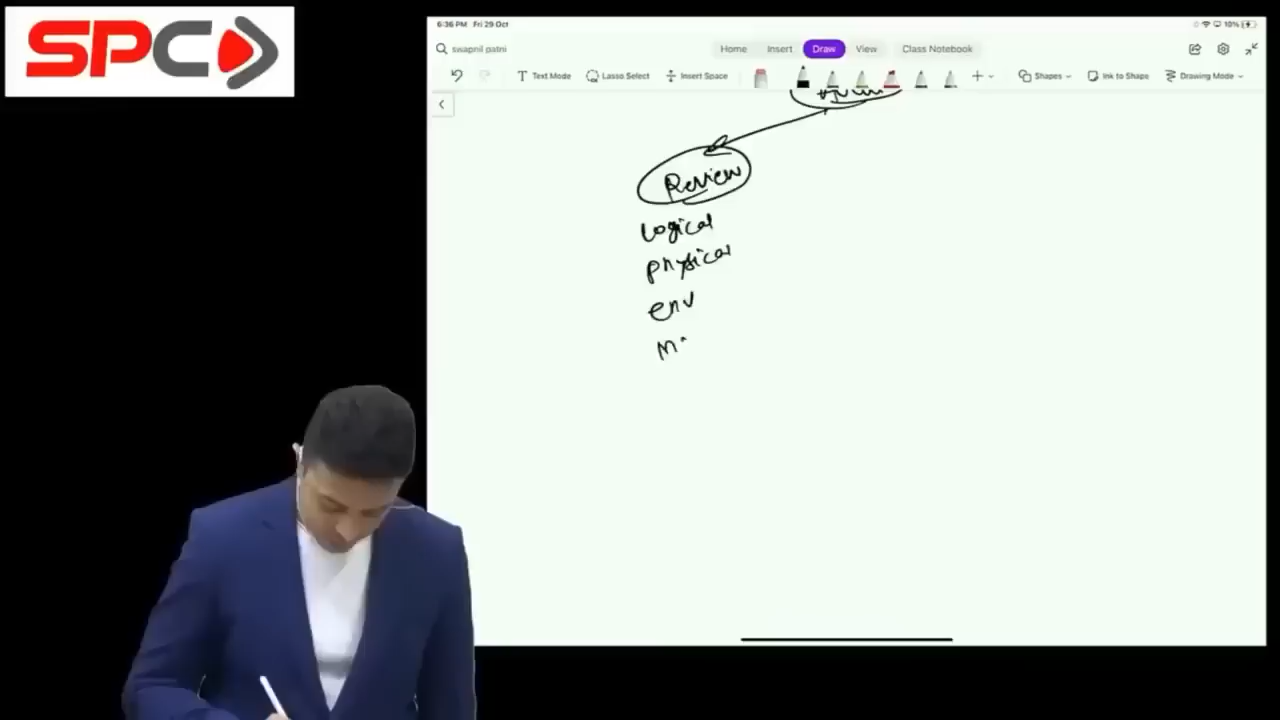 SPC
6:36 PM Fri 29 Oct
10%
swapnil patni
Home Insert Draw View Class Notebook
Text Mode Lasso Select Insert Space Shapes Ink to Shape Drawing Mode
Review
Logical
physical
env